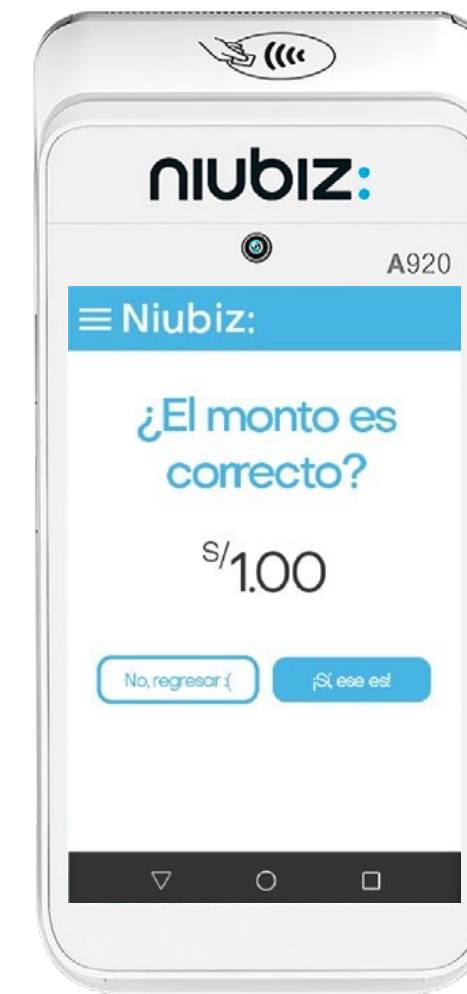 niubiz:
A920
Niubiz:
¿El monto es
correcto?
S/1.00
No, regresar :(
¡Sí, ese es!